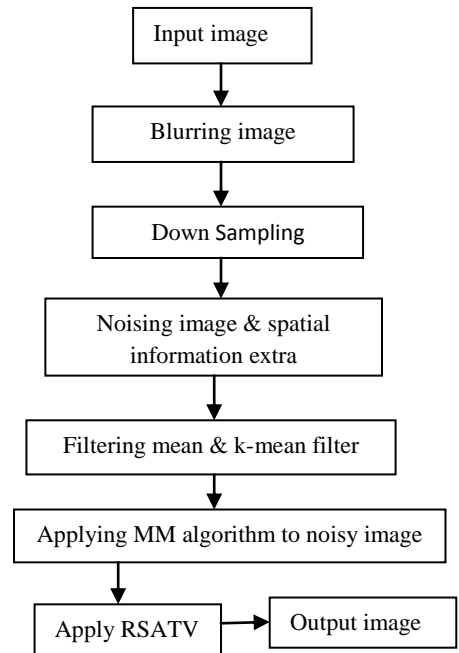 Input image
Blurring image
Down Sampling
Noising image & spatial
information extra
Filtering mean & k-mean filter
Applying MM algorithm to noisy image
Apply RSATV
Output image